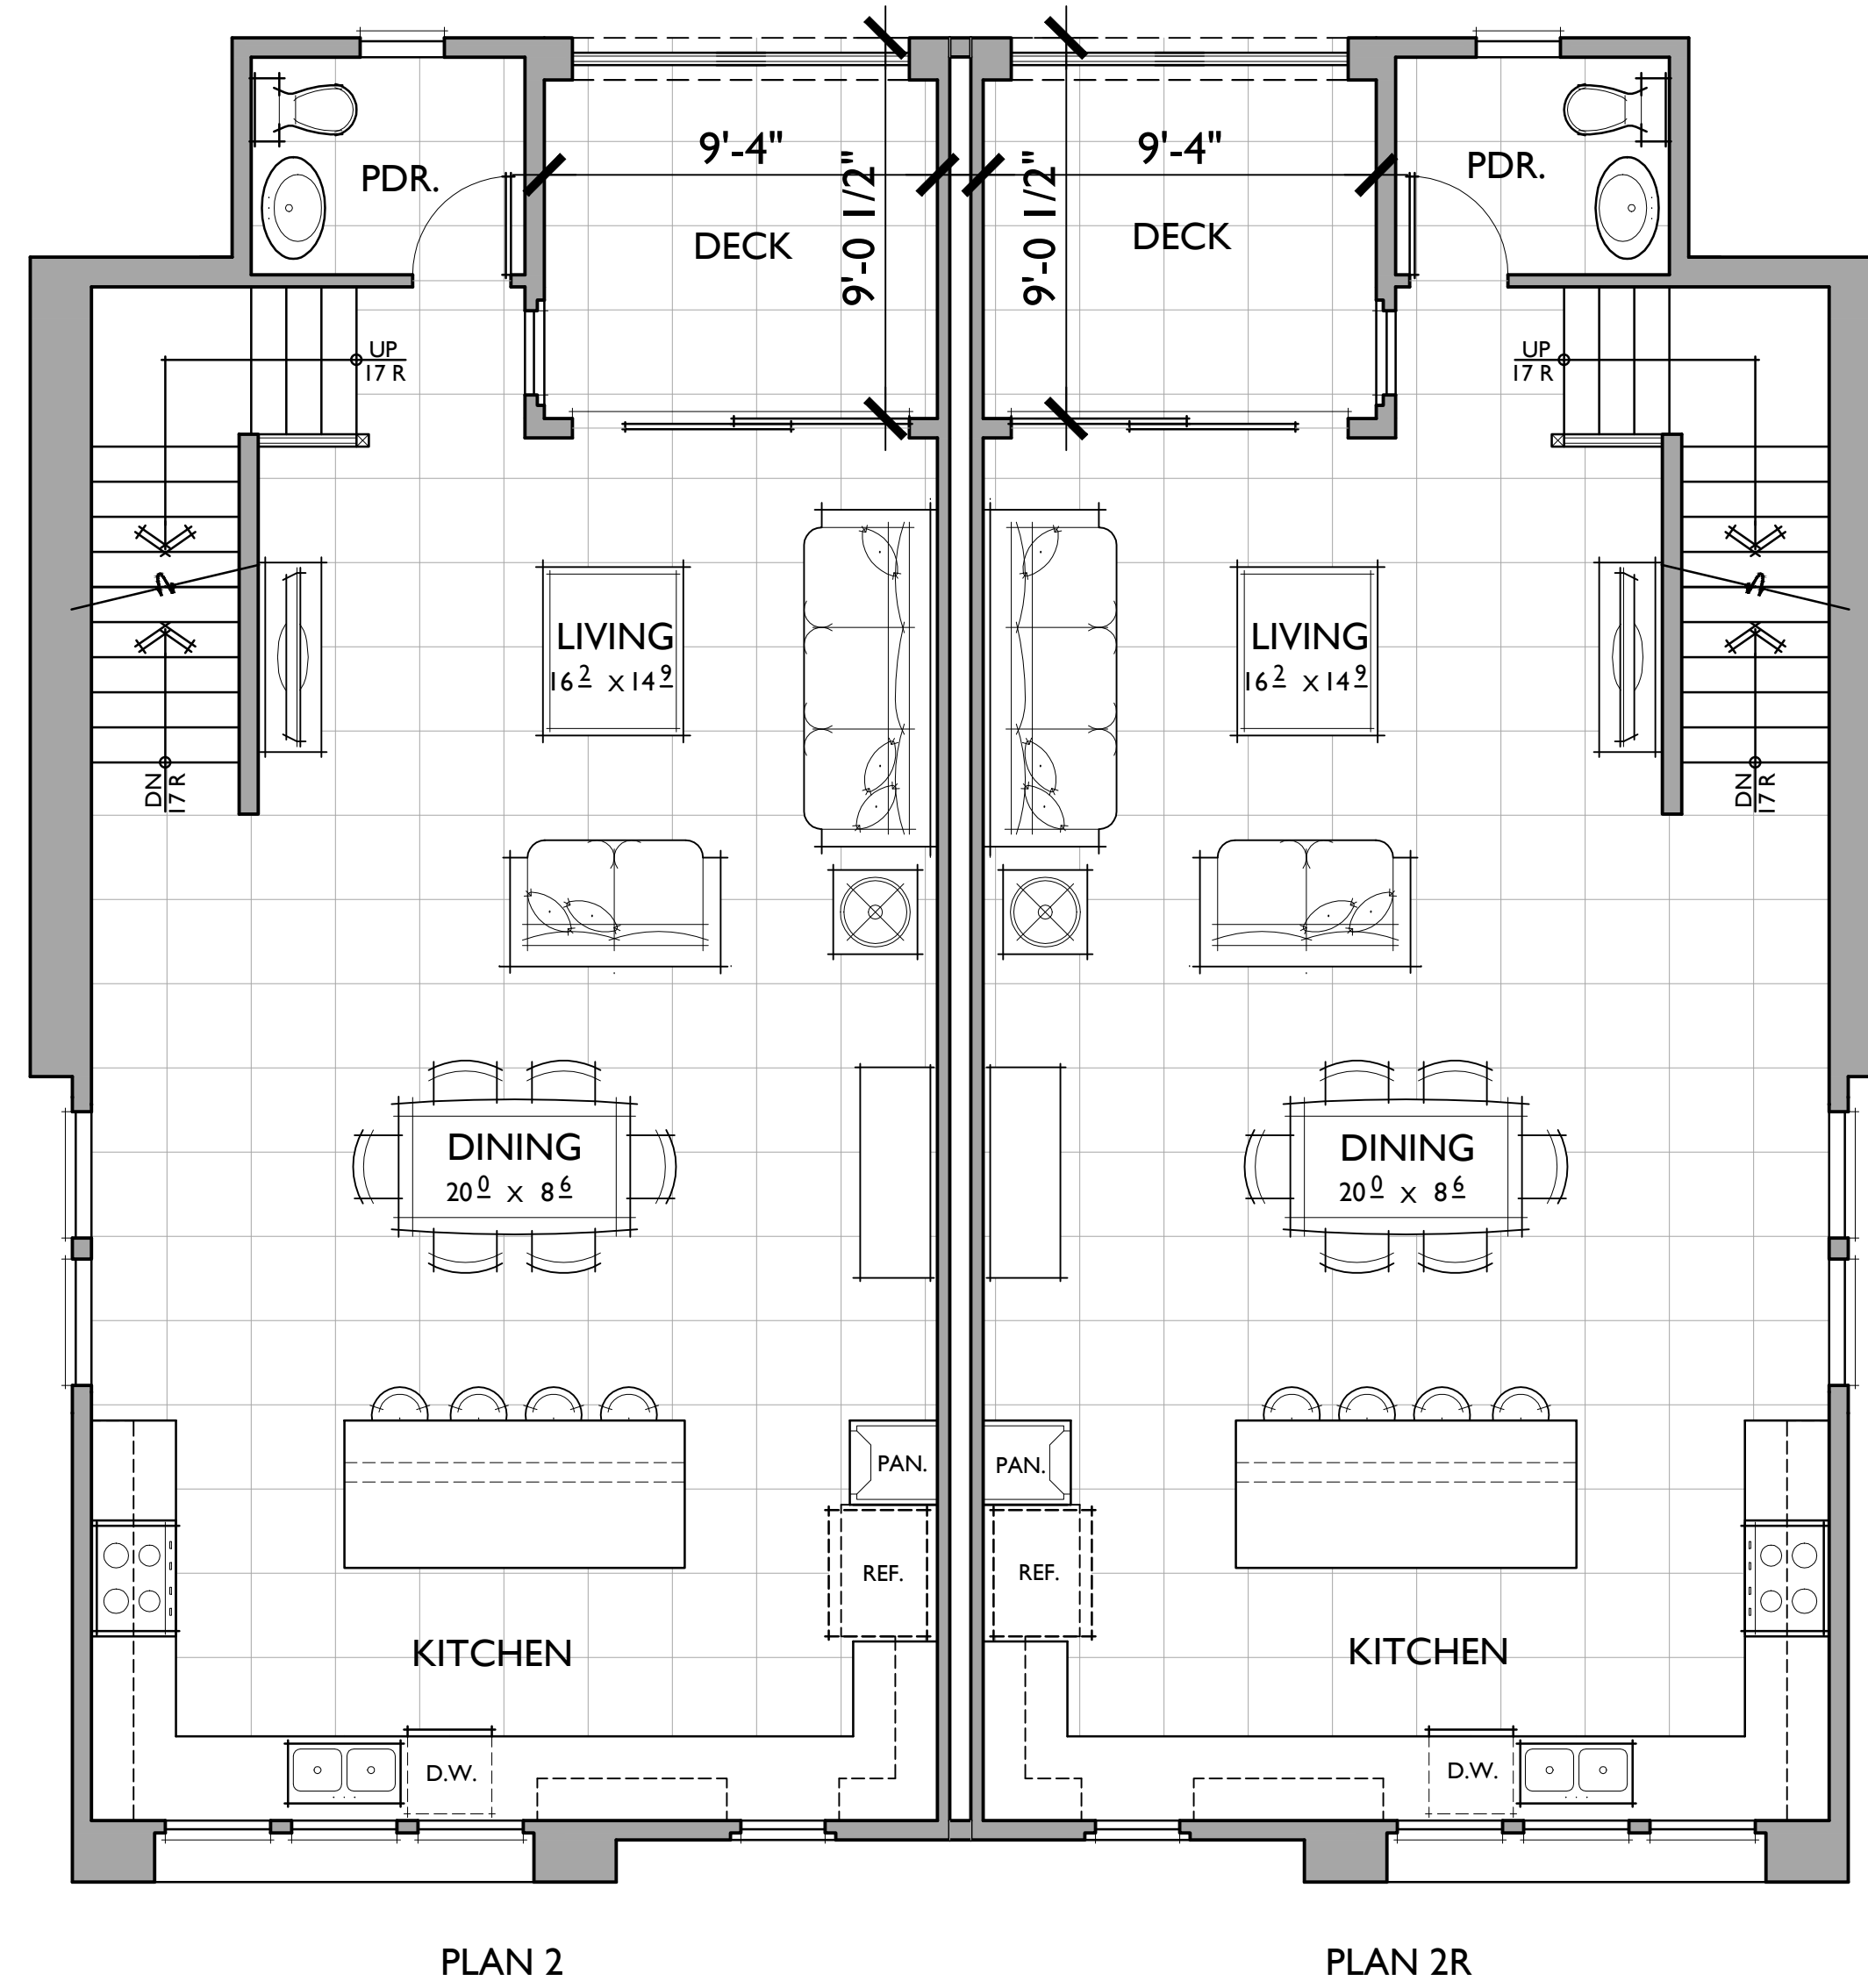 9'-4"
9'-4"
9'-0 1/2"
9'-0 1/2"
PDR.
PDR.
DECK
DECK
UP
17 R
UP
17 R
LIVING
16 2 X 14 9
LIVING
16 2 X 14 9
DN
17 R
DN
17 R
DINING
20 0 X 8 6
DINING
20 0 X 8 6
PAN.
PAN.
REF.
REF.
KITCHEN
KITCHEN
D.W.
D.W.
PLAN 2
PLAN 2R